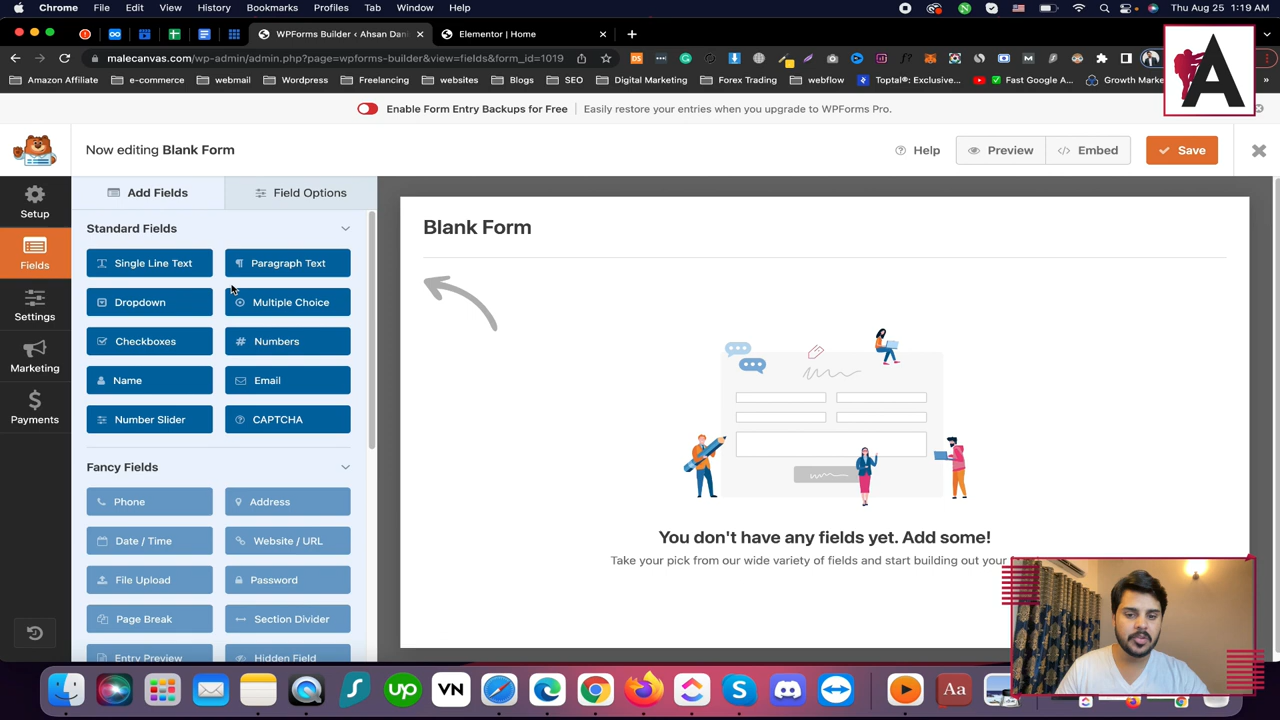 Chrome File Edit View History Bookmarks Profiles Tab Window Help Thu Aug 25 1:19 AM
WPForms Builder ‹ Ahsan Dan × Elementor | Home × +
malecanvas.com/wp-admin/admin.php?page=wpforms-builder&view=fields&form_id=1019
Amazon Affiliate e-commerce webmail Wordpress Freelancing websites Blogs SEO Digital Marketing Forex Trading webflow Toptal®: Exclusive... Fast Google A... Growth Mark »
A
Enable Form Entry Backups for Free Easily restore your entries when you upgrade to WPForms Pro.
Now editing Blank Form Help Preview </> Embed Save
Setup
Fields
Settings
Marketing
Payments
Add Fields Field Options
Standard Fields
Single Line Text Paragraph Text
Dropdown Multiple Choice
Checkboxes Numbers
Name Email
Number Slider CAPTCHA
Fancy Fields
Phone Address
Date / Time Website / URL
File Upload Password
Page Break Section Divider
Entry Preview Hidden Field
Blank Form
You don't have any fields yet. Add some!
Take your pick from our wide variety of fields and start building out your
up VN Aa